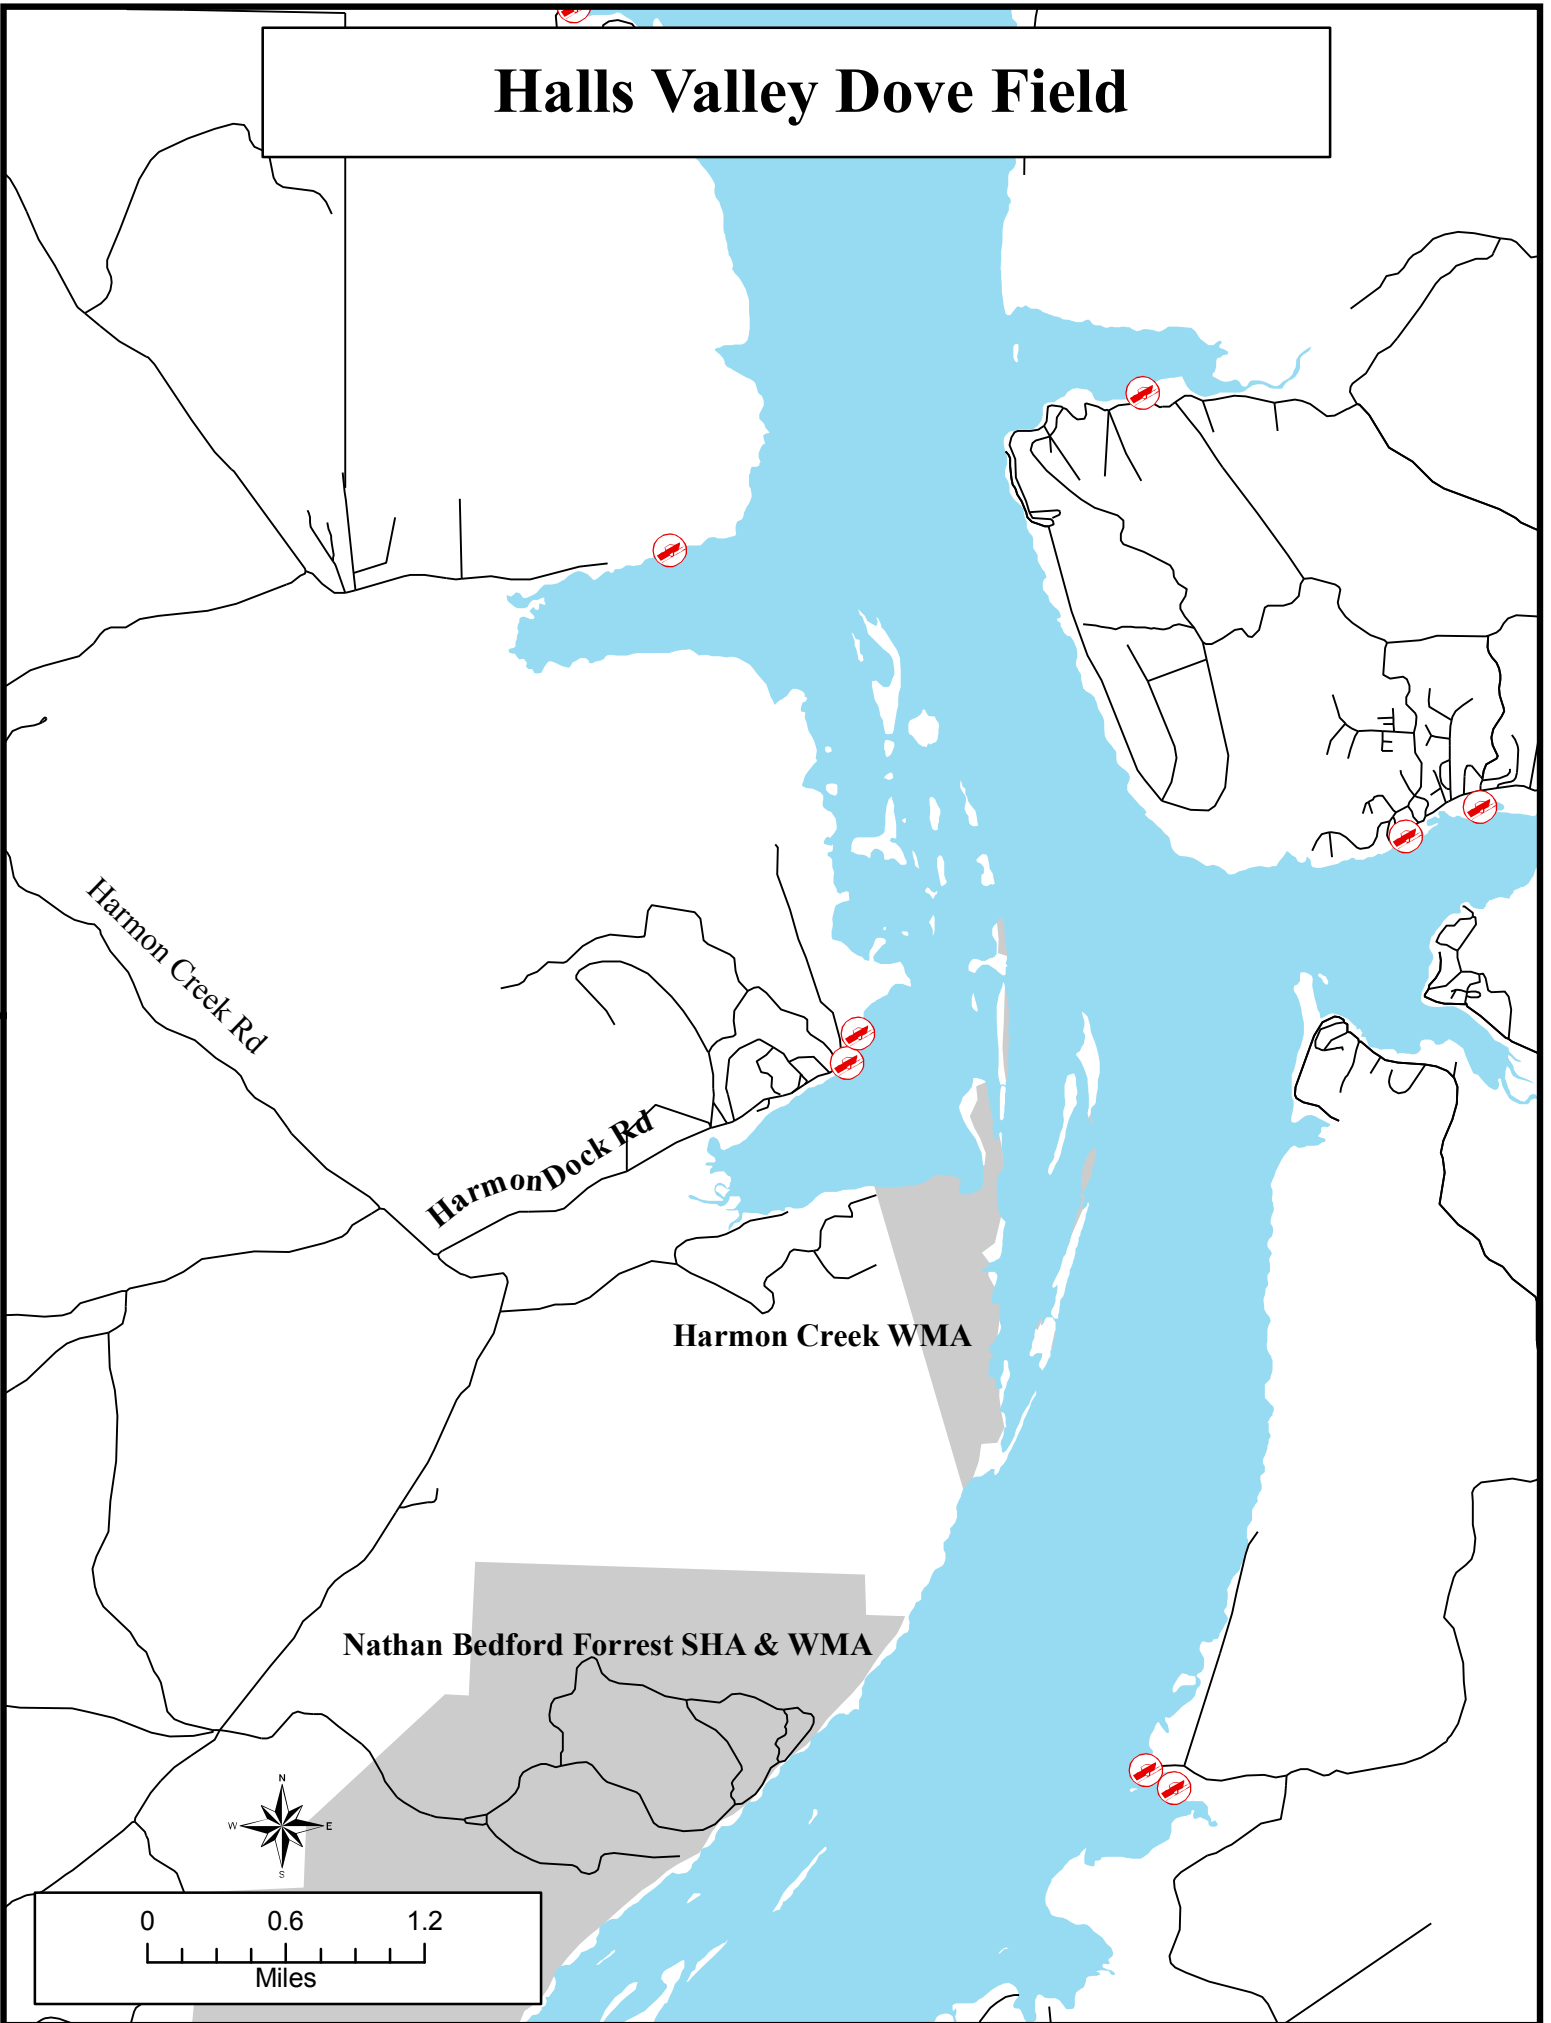 Halls Valley Dove Field
Harmon Creek Rd
HarmonDock Rd
Harmon Creek WMA
Nathan Bedford Forrest SHA & WMA
N
W E
S
0 0.6 1.2
Miles